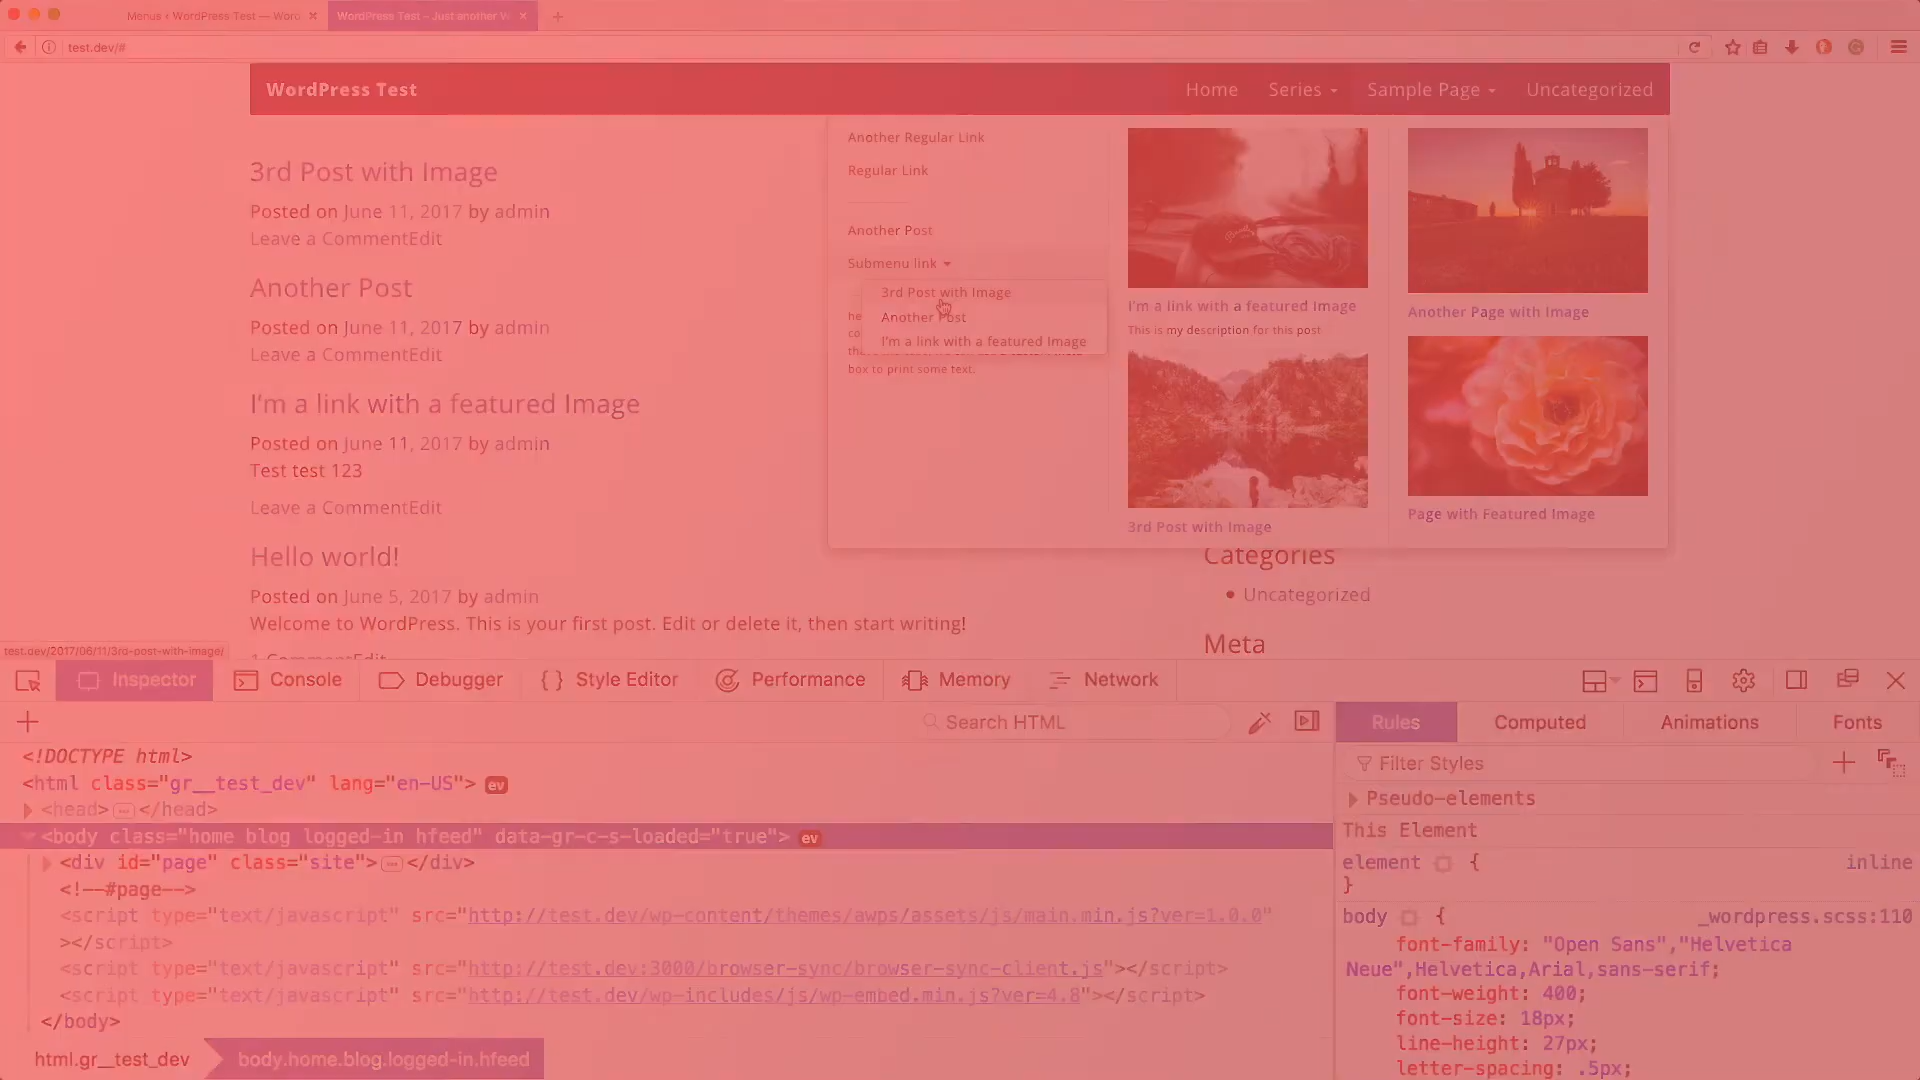 Menus ‹ WordPress Test — Wor
WordPress Test – Just another W
test.dev/#
WordPress Test
Home
Series
Sample Page
Uncategorized
Another Regular Link
Regular Link
Another Post
Submenu link
3rd Post with Image
Another Post
I'm a link with a featured Image
box to print some text.
I'm a link with a featured Image
This is my description for this post
3rd Post with Image
Another Page with Image
Page with Featured Image
3rd Post with Image
Posted on June 11, 2017 by admin
Leave a CommentEdit
Another Post
Posted on June 11, 2017 by admin
Leave a CommentEdit
I'm a link with a featured Image
Posted on June 11, 2017 by admin
Test test 123
Leave a CommentEdit
Hello world!
Posted on June 5, 2017 by admin
Welcome to WordPress. This is your first post. Edit or delete it, then start writing!
1 CommentEdit
Categories
Uncategorized
Meta
test.dev/2017/06/11/3rd-post-with-image/
Inspector
Console
Debugger
Style Editor
Performance
Memory
Network
Search HTML
<!DOCTYPE html>
<html class="gr__test_dev" lang="en-US"> ev
<head></head>
<body class="home blog logged-in hfeed" data-gr-c-s-loaded="true"> ev
<div id="page" class="site"></div>
<!--#page-->
<script type="text/javascript" src="http://test.dev/wp-content/themes/awps/assets/js/main.min.js?ver=1.0.0"
></script>
<script type="text/javascript" src="http://test.dev:3000/browser-sync/browser-sync-client.js"></script>
<script type="text/javascript" src="http://test.dev/wp-includes/js/wp-embed.min.js?ver=4.8"></script>
</body>
html.gr__test_dev
body.home.blog.logged-in.hfeed
Rules
Computed
Animations
Fonts
Filter Styles
Pseudo-elements
This Element
element { inline
}
body { _wordpress.scss:110
font-family: "Open Sans","Helvetica
Neue",Helvetica,Arial,sans-serif;
font-weight: 400;
font-size: 18px;
line-height: 27px;
letter-spacing: .5px;